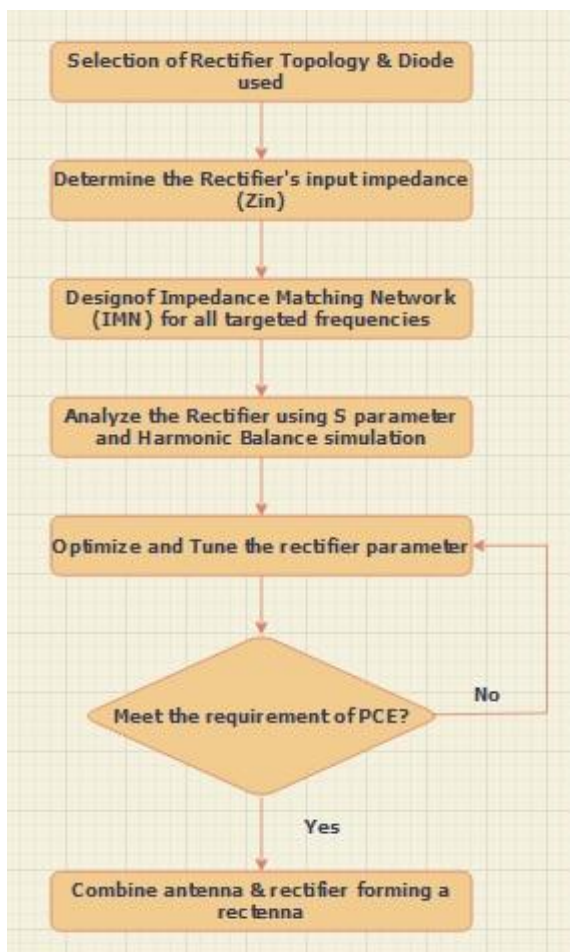 Selection of Rectifier Topology & Diode
used
Determine the Rectifier's input impedance
(Zin)
Designof Impedance Matching Network
(IMN) for all targeted frequencies
Analyze the Rectifier using S parameter
and Harmonic Balance simulation
Optimize and Tune the rectifier parameter
Meet the requirement of PCE?
No
Yes
Combine antenna & rectifier forming a
rectenna